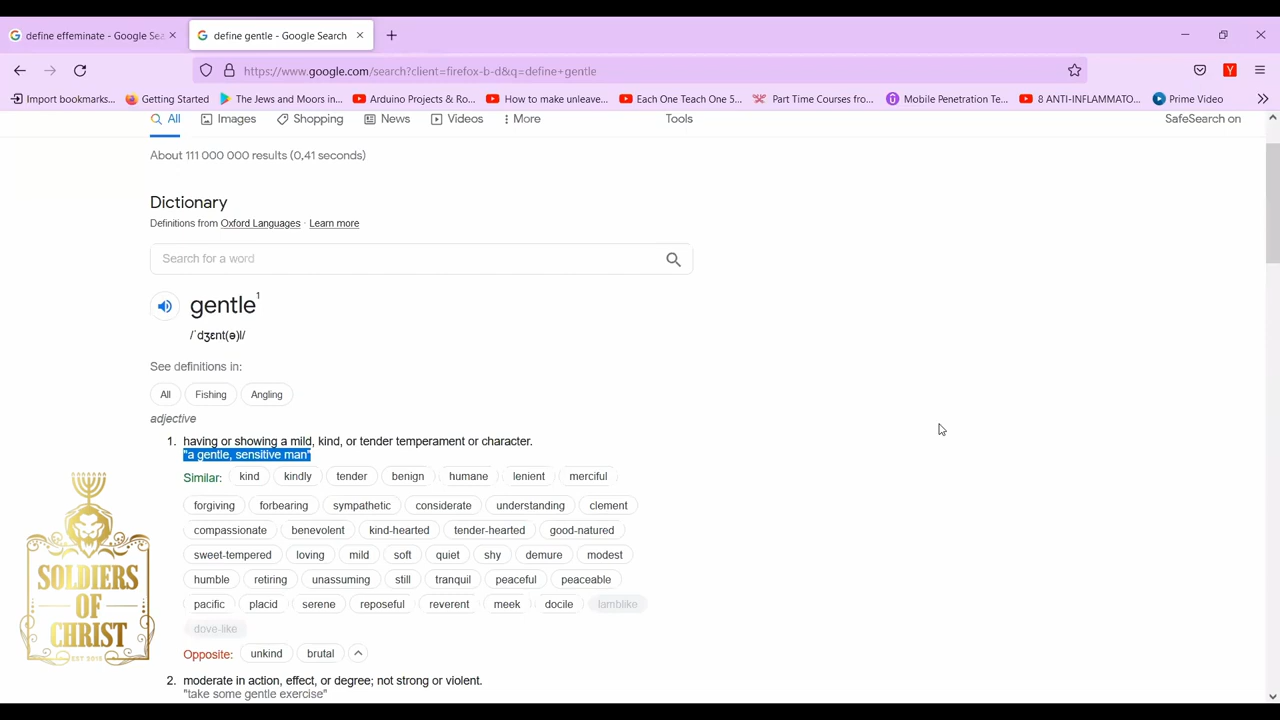 define effeminate - Google Sea
define gentle - Google Search
https://www.google.com/search?client=firefox-b-d&q=define+gentle
Import bookmarks... Getting Started The Jews and Moors in... Arduino Projects & Ro... How to make unleave... Each One Teach One 5... Part Time Courses from... Mobile Penetration Te... 8 ANTI-INFLAMMATO... Prime Video
All Images Shopping News Videos More Tools SafeSearch on
About 111 000 000 results (0,41 seconds)
Dictionary
Definitions from Oxford Languages · Learn more
Search for a word
gentle¹
/ˈdʒɛnt(ə)l/
See definitions in:
All Fishing Angling
adjective
1. having or showing a mild, kind, or tender temperament or character.
"a gentle, sensitive man"
Similar: kind kindly tender benign humane lenient merciful
forgiving forbearing sympathetic considerate understanding clement
compassionate benevolent kind-hearted tender-hearted good-natured
sweet-tempered loving mild soft quiet shy demure modest
humble retiring unassuming still tranquil peaceful peaceable
pacific placid serene reposeful reverent meek docile lamblike
dove-like
Opposite: unkind brutal
2. moderate in action, effect, or degree; not strong or violent.
"take some gentle exercise"
SOLDIERS
OF
CHRIST